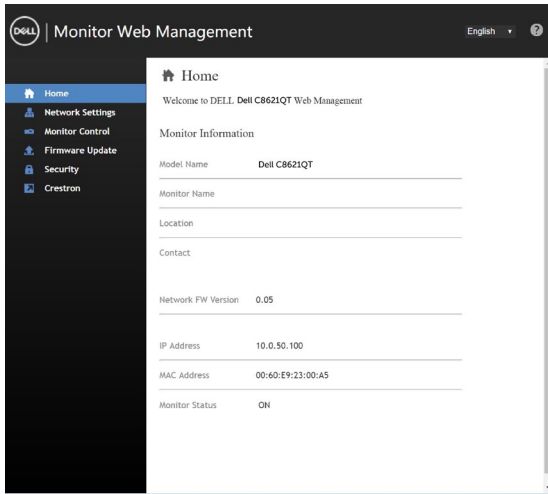 DELL
Monitor Web Management
English
?
Home
Network Settings
Monitor Control
Firmware Update
Security
Crestron
Home
Welcome to DELL Dell C8621QT Web Management
Monitor Information
Model Name Dell C8621QT
Monitor Name
Location
Contact
Network FW Version 0.05
IP Address 10.0.50.100
MAC Address 00:60:E9:23:00:A5
Monitor Status ON